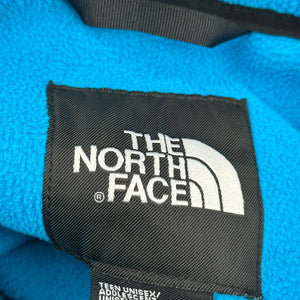 THE
NORTH
FACE
®
TEEN UNISEX/
ADOLESCENT